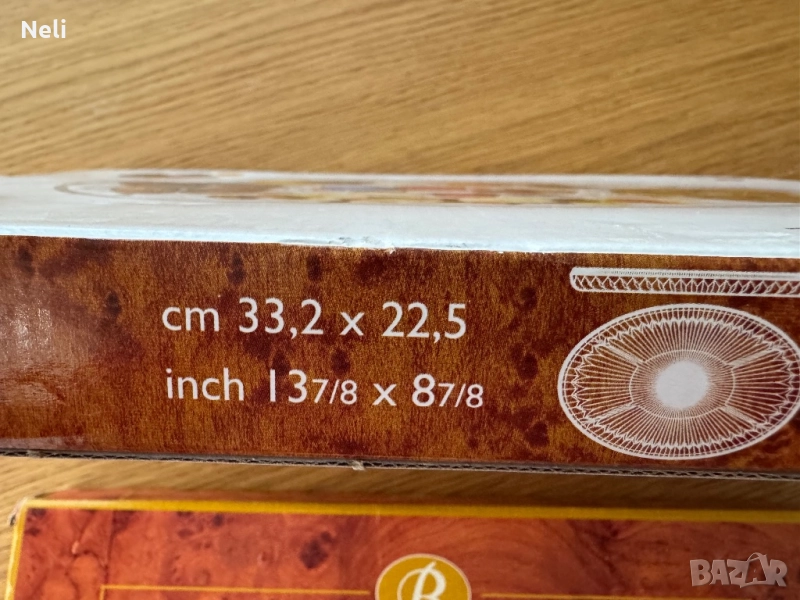 Neli
cm 33,2 x 22,5
inch 137/8 x 87/8
B
BAZAR